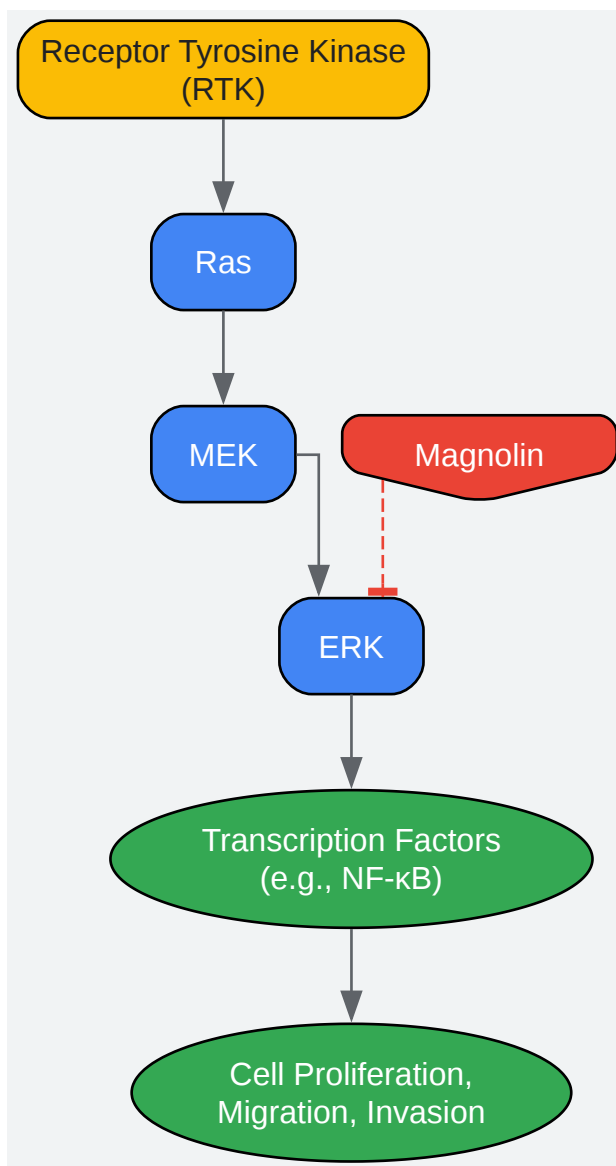 Receptor Tyrosine Kinase
(RTK)
Ras
MEK
Magnolin
ERK
Transcription Factors
(e.g., NF-κB)
Cell Proliferation,
Migration, Invasion